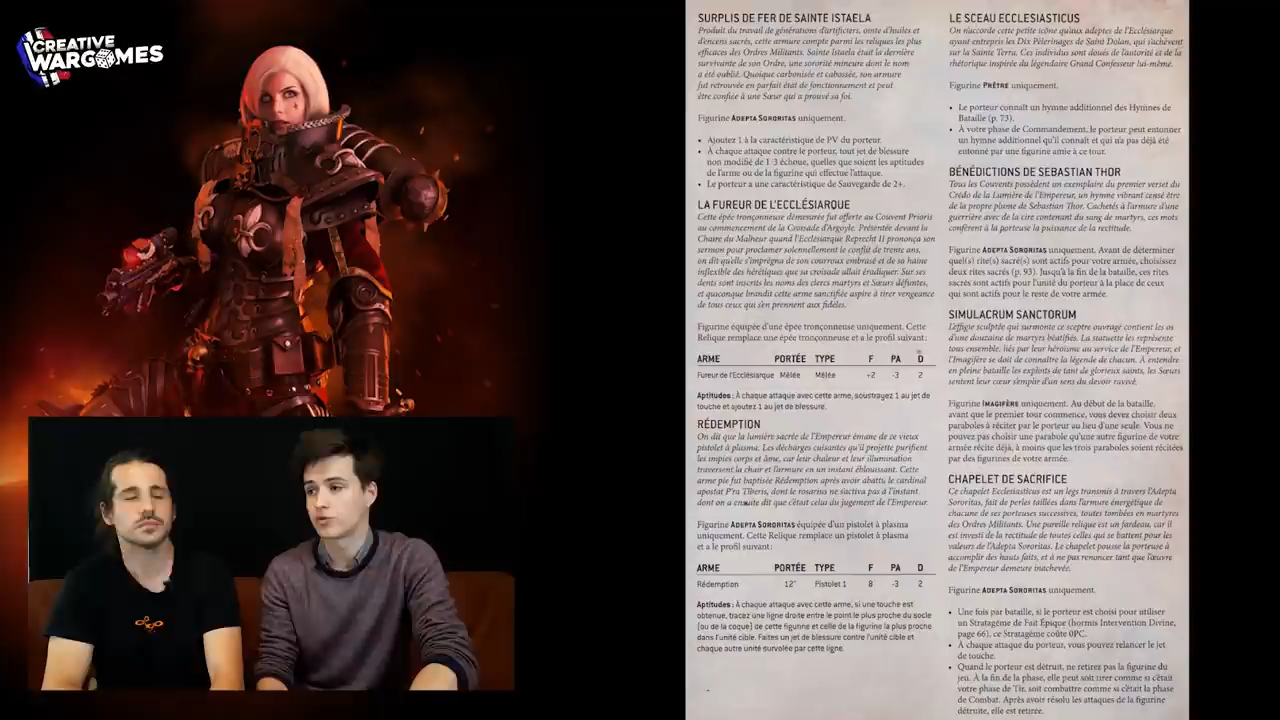 CREATIVE
WARGAMES
SURPLIS DE FER DE SAINTE ISTAELA
Produit du travail de générations d'artificiers, omte d'huiles et
d'encens sacrés, cette armure compte parmi les reliques les plus
efficaces des Ordres Militants. Sainte Istaela était la dernière
survivante de son Ordre, une sororité mineure dont le nom
a été oublié. Quoique carbonisée et cabossée, son armure
fut retrouvée en parfait état de fonctionnement et peut
être confiée à une Sœur qui a prouvé sa foi.
Figurine ADEPTA SORORITAS uniquement.
• Ajoutez 1 à la caractéristique de PV du porteur.
• À chaque attaque contre le porteur, tout jet de blessure
non modifié de 1-3 échoue, quelles que soient les aptitudes
de l'arme ou de la figurine qui effectue l'attaque.
• Le porteur a une caractéristique de Sauvegarde de 2+.
LA FUREUR DE L'ECCLÉSIARQUE
Cette épée tronçonneuse démesurée fut offerte au Couvent Prioris
au commencement de la Croisade d'Argoyle. Présentée devant la
Chaire du Malheur quand l'Ecclésiarque Reprecht II prononça son
sermon pour proclamer solennellement le conflit de trente ans,
on dit qu'elle s'imprégna de son courroux embrasé et de sa haine
inflexible des hérétiques que sa croisade allait éradiquer. Sur ses
dents sont inscrits les noms des clercs martyrs et Sœurs défuntes,
et quiconque brandit cette arme sanctifiée aspire à tirer vengeance
de tous ceux qui s'en prennent aux fidèles.
Figurine équipée d'une épée tronçonneuse uniquement. Cette
Relique remplace une épée tronçonneuse et a le profil suivant:
ARME PORTÉE TYPE F PA D
Fureur de l'Ecclésiarque Mêlée Mêlée +2 -3 2
Aptitudes : À chaque attaque avec cette arme, soustrayez 1 au jet de
touche et ajoutez 1 au jet de blessure.
RÉDEMPTION
On dit que la lumière sacrée de l'Empereur émane de ce vieux
pistolet à plasma. Les décharges cuisantes qu'il projette purifient
les impies corps et âme, car leur chaleur et leur illumination
traversent la chair et l'armure en un instant éblouissant. Cette
arme pie fut baptisée Rédemption après avoir abattu le cardinal
apostat P'ra Tiberis, dont le rosarius ne s'activa pas à l'instant
dont on a ensuite dit que c'était celui du jugement de l'Empereur.
Figurine ADEPTA SORORITAS équipée d'un pistolet à plasma
uniquement. Cette Relique remplace un pistolet à plasma
et a le profil suivant:
ARME PORTÉE TYPE F PA D
Rédemption 12" Pistolet 1 8 -3 2
Aptitudes : À chaque attaque avec cette arme, si une touche est
obtenue, tracez une ligne droite entre le point le plus proche du socle
(ou de la coque) de cette figurine et celle de la figurine la plus proche
dans l'unité cible. Faites un jet de blessure contre l'unité cible et
chaque autre unité survolée par cette ligne.
LE SCEAU ECCLESIASTICUS
On n'accorde cette petite icône qu'aux adeptes de l'Ecclésiarque
ayant entrepris les Dix Pèlerinages de Saint Dolan, qui s'achèvent
sur la Sainte Terra. Ces individus sont doués de l'autorité et de la
rhétorique inspirée du légendaire Grand Confesseur lui-même.
Figurine PRÊTRE uniquement.
• Le porteur connaît un hymne additionnel des Hymnes de
Bataille (p. 73).
• À votre phase de Commandement, le porteur peut entonner
un hymne additionnel qu'il connaît et qui n'a pas déjà été
entonné par une figurine amie à ce tour.
BÉNÉDICTIONS DE SEBASTIAN THOR
Tous les Couvents possèdent un exemplaire du premier verset du
Crédo de la Lumière de l'Empereur, un hymne vibrant censé être
de la propre plume de Sebastian Thor. Cachetés à l'armure d'une
guerrière avec de la cire contenant du sang de martyrs, ces mots
confèrent à la porteuse la puissance de la rectitude.
Figurine ADEPTA SORORITAS uniquement. Avant de déterminer
quel(s) rite(s) sacré(s) sont actifs pour votre armée, choisissez
deux rites sacrés (p. 93). Jusqu'à la fin de la bataille, ces rites
sacrés sont actifs pour l'unité du porteur à la place de ceux
qui sont actifs pour le reste de votre armée.
SIMULACRUM SANCTORUM
L'effigie sculptée qui surmonte ce sceptre ouvragé contient les os
d'une douzaine de martyrs béatifiés. La statuette les représente
tous ensemble, liés par leur héroïsme au service de l'Empereur, et
l'Imagifère se doit de connaître la légende de chacun. À entendre
en pleine bataille les exploits de tant de glorieux saints, les Sœurs
sentent leur cœur s'emplir d'un sens du devoir ravivé.
Figurine IMAGIFÈRE uniquement. Au début de la bataille,
avant que le premier tour commence, vous devez choisir deux
paraboles à réciter par le porteur au lieu d'une seule. Vous ne
pouvez pas choisir une parabole qu'une autre figurine de votre
armée récite déjà, à moins que les trois paraboles soient récitées
par des figurines de votre armée.
CHAPELET DE SACRIFICE
Ce chapelet Ecclesiasticus est un legs transmis à travers l'Adepta
Sororitas, fait de perles taillées dans l'armure énergétique de
chacune de ses porteuses successives, toutes tombées en martyres
des Ordres Militants. Une pareille relique est un fardeau, car il
est investi de la rectitude de toutes celles qui se battent pour les
valeurs de l'Adepta Sororitas. Le chapelet pousse la porteuse à
accomplir des hauts faits, et à ne pas renoncer tant que l'œuvre
de l'Empereur demeure inachevée.
Figurine ADEPTA SORORITAS uniquement.
• Une fois par bataille, si le porteur est choisi pour utiliser
un Stratagème de Fait Épique (hormis Intervention Divine,
page 66), ce Stratagème coûte 0PC.
• À chaque attaque du porteur, vous pouvez relancer le jet
de touche.
• Quand le porteur est détruit, ne retirez pas la figurine du
jeu. À la fin de la phase, elle peut soit tirer comme si c'était
votre phase de Tir, soit combattre comme si c'était la phase
de Combat. Après avoir résolu les attaques de la figurine
détruite, elle est retirée.